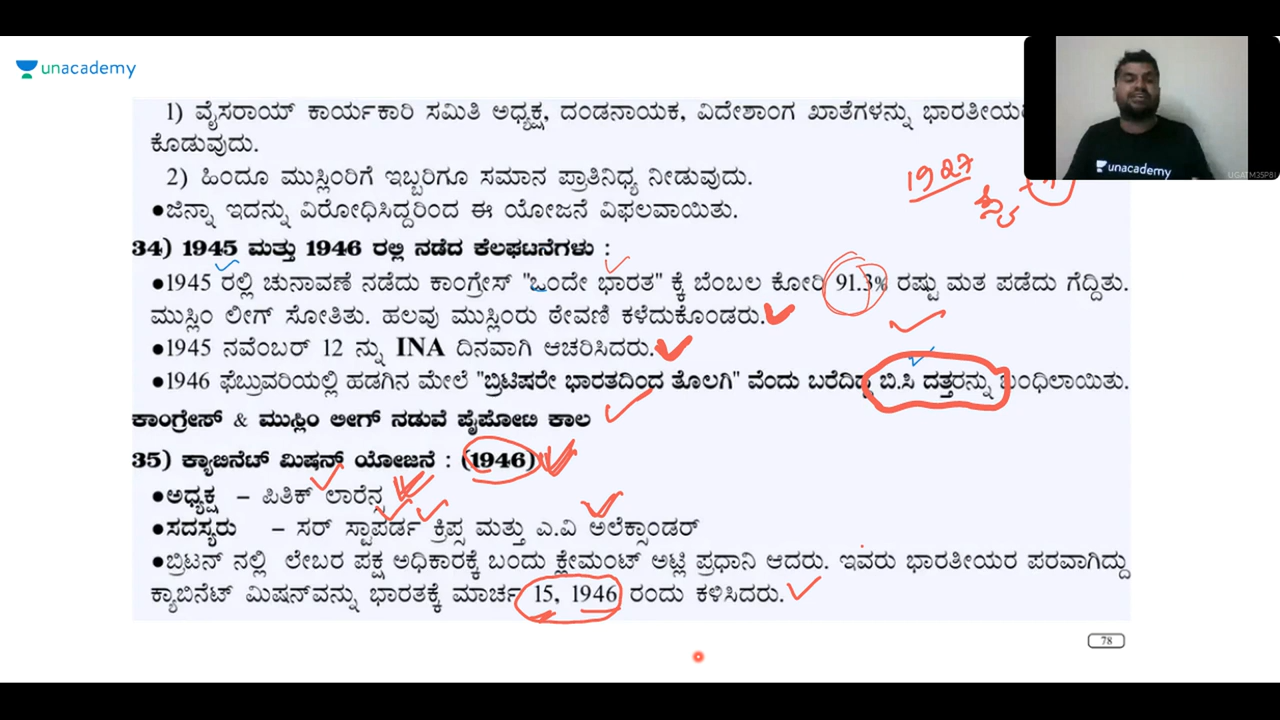 unacademy
1) ವೈಸರಾಯ್ ಕಾರ್ಯಕಾರಿ ಸಮಿತಿ ಅಧ್ಯಕ್ಷ, ದಂಡನಾಯಕ, ವಿದೇಶಾಂಗ ಖಾತೆಗಳನ್ನು
ಕೊಡುವುದು.
unacademy
UGATM35P8I
2) ಹಿಂದೂ ಮುಸ್ಲಿಂರಿಗೆ ಇಬ್ಬರಿಗೂ ಸಮಾನ ಪ್ರಾತಿನಿಧ್ಯ ನೀಡುವುದು.
1927
•ಜಿನ್ನಾ ಇದನ್ನು ವಿರೋಧಿಸಿದ್ದರಿಂದ ಈ ಯೋಜನೆ ವಿಫಲವಾಯಿತು.
34) 1945 ಮತ್ತು 1946 ರಲ್ಲಿ ನಡೆದ ಕೆಲಘಟನೆಗಳು :
•1945 ರಲ್ಲಿ ಚುನಾವಣೆ ನಡೆದು ಕಾಂಗ್ರೇಸ್ "ಒಂದೇ ಭಾರತ" ಕ್ಕೆ ಬೆಂಬಲ ಕೋರಿ 91.3% ರಷ್ಟು ಮತ ಪಡೆದು ಗೆದ್ದಿತು.
ಮುಸ್ಲಿಂ ಲೀಗ್ ಸೋತಿತು. ಹಲವು ಮುಸ್ಲಿಂರು ಠೇವಣಿ ಕಳೆದುಕೊಂಡರು.
•1945 ನವೆಂಬರ್ 12 ನ್ನು INA ದಿನವಾಗಿ ಆಚರಿಸಿದರು.
•1946 ಫೆಬ್ರುವರಿಯಲ್ಲಿ ಹಡಗಿನ ಮೇಲೆ "ಬ್ರಿಟಿಷರೇ ಭಾರತದಿಂದ ತೊಲಗಿ" ವೆಂದು ಬರೆದಿದ್ದ ಬಿ.ಸಿ ದತ್ತರನ್ನು ಬಂಧಿಲಾಯಿತು.
ಕಾಂಗ್ರೇಸ್ & ಮುಸ್ಲಿಂ ಲೀಗ್ ನಡುವೆ ಪೈಪೋಟಿ ಕಾಲ
35) ಕ್ಯಾಬಿನೆಟ್ ಮಿಷನ್ ಯೋಜನೆ : (1946)
•ಅಧ್ಯಕ್ಷ – ಪಿತಿಕ್ ಲಾರೆನ್ಸ
•ಸದಸ್ಯರು – ಸರ್ ಸ್ಟಾಪರ್ಡ ಕ್ರಿಪ್ಸ ಮತ್ತು ಎ.ವಿ ಅಲೆಕ್ಸಾಂಡರ್
•ಬ್ರಿಟನ್ ನಲ್ಲಿ ಲೇಬರ ಪಕ್ಷ ಅಧಿಕಾರಕ್ಕೆ ಬಂದು ಕ್ಲೇಮೆಂಟ್ ಅಟ್ಲಿ ಪ್ರಧಾನಿ ಆದರು. ಇವರು ಭಾರತೀಯರ ಪರವಾಗಿದ್ದು
ಕ್ಯಾಬಿನೆಟ್ ಮಿಷನ್‌ವನ್ನು ಭಾರತಕ್ಕೆ ಮಾರ್ಚ 15, 1946 ರಂದು ಕಳಿಸಿದರು.
78